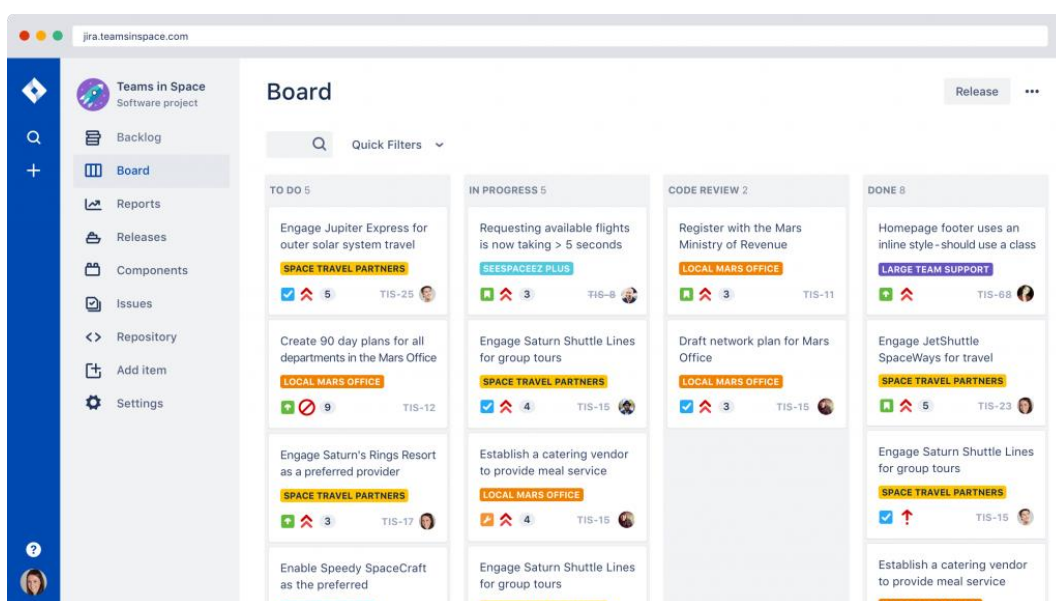 jira.teamsinspace.com
Teams in Space
Software project
Backlog
Board
Reports
Releases
Components
Issues
Repository
Add item
Settings
Board
Release
Quick Filters
TO DO 5
Engage Jupiter Express for
outer solar system travel
SPACE TRAVEL PARTNERS
5 TIS-25
Create 90 day plans for all
departments in the Mars Office
LOCAL MARS OFFICE
9 TIS-12
Engage Saturn's Rings Resort
as a preferred provider
SPACE TRAVEL PARTNERS
3 TIS-17
Enable Speedy SpaceCraft
as the preferred
IN PROGRESS 5
Requesting available flights
is now taking > 5 seconds
SEESPACEEZ PLUS
3 TIS-8
Engage Saturn Shuttle Lines
for group tours
SPACE TRAVEL PARTNERS
4 TIS-15
Establish a catering vendor
to provide meal service
LOCAL MARS OFFICE
4 TIS-15
Engage Saturn Shuttle Lines
for group tours
CODE REVIEW 2
Register with the Mars
Ministry of Revenue
LOCAL MARS OFFICE
3 TIS-11
Draft network plan for Mars
Office
LOCAL MARS OFFICE
3 TIS-15
DONE 8
Homepage footer uses an
inline style-should use a class
LARGE TEAM SUPPORT
TIS-68
Engage JetShuttle
SpaceWays for travel
SPACE TRAVEL PARTNERS
5 TIS-23
Engage Saturn Shuttle Lines
for group tours
SPACE TRAVEL PARTNERS
TIS-15
Establish a catering vendor
to provide meal service